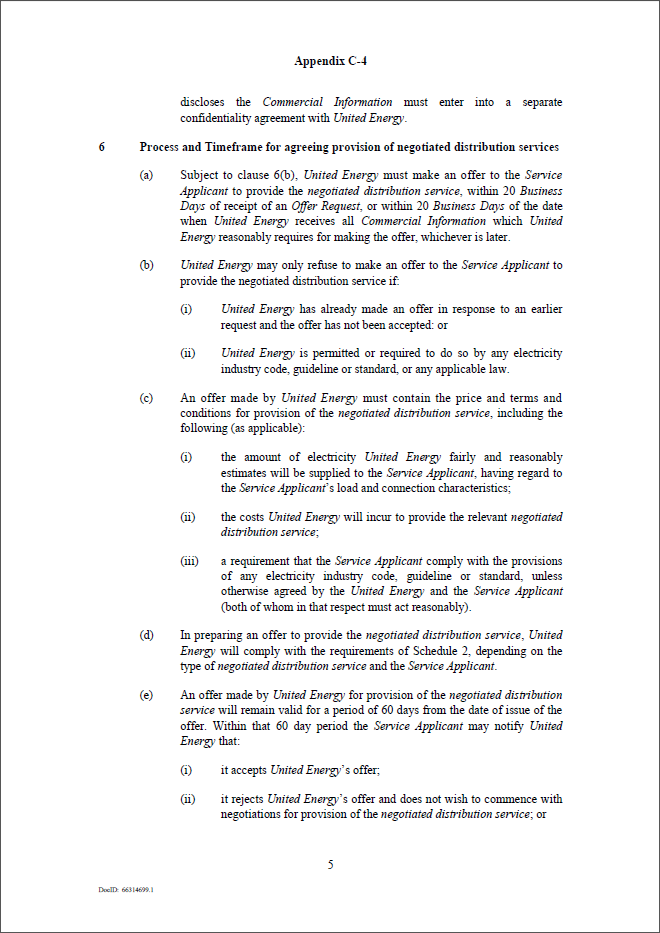 Appendix C-4
discloses the Commercial Information must enter into a separate
confidentiality agreement with United Energy.
6 Process and Timeframe for agreeing provision of negotiated distribution services
(a) Subject to clause 6(b), United Energy must make an offer to the Service
Applicant to provide the negotiated distribution service, within 20 Business
Days of receipt of an Offer Request, or within 20 Business Days of the date
when United Energy receives all Commercial Information which United
Energy reasonably requires for making the offer, whichever is later.
(b) United Energy may only refuse to make an offer to the Service Applicant to
provide the negotiated distribution service if:
(i) United Energy has already made an offer in response to an earlier
request and the offer has not been accepted: or
(ii) United Energy is permitted or required to do so by any electricity
industry code, guideline or standard, or any applicable law.
(c) An offer made by United Energy must contain the price and terms and
conditions for provision of the negotiated distribution service, including the
following (as applicable):
(i) the amount of electricity United Energy fairly and reasonably
estimates will be supplied to the Service Applicant, having regard to
the Service Applicant's load and connection characteristics;
(ii) the costs United Energy will incur to provide the relevant negotiated
distribution service;
(iii) a requirement that the Service Applicant comply with the provisions
of any electricity industry code, guideline or standard, unless
otherwise agreed by the United Energy and the Service Applicant
(both of whom in that respect must act reasonably).
(d) In preparing an offer to provide the negotiated distribution service, United
Energy will comply with the requirements of Schedule 2, depending on the
type of negotiated distribution service and the Service Applicant.
(e) An offer made by United Energy for provision of the negotiated distribution
service will remain valid for a period of 60 days from the date of issue of the
offer. Within that 60 day period the Service Applicant may notify United
Energy that:
(i) it accepts United Energy's offer;
(ii) it rejects United Energy's offer and does not wish to commence with
negotiations for provision of the negotiated distribution service; or
5
DocID: 66314699.1